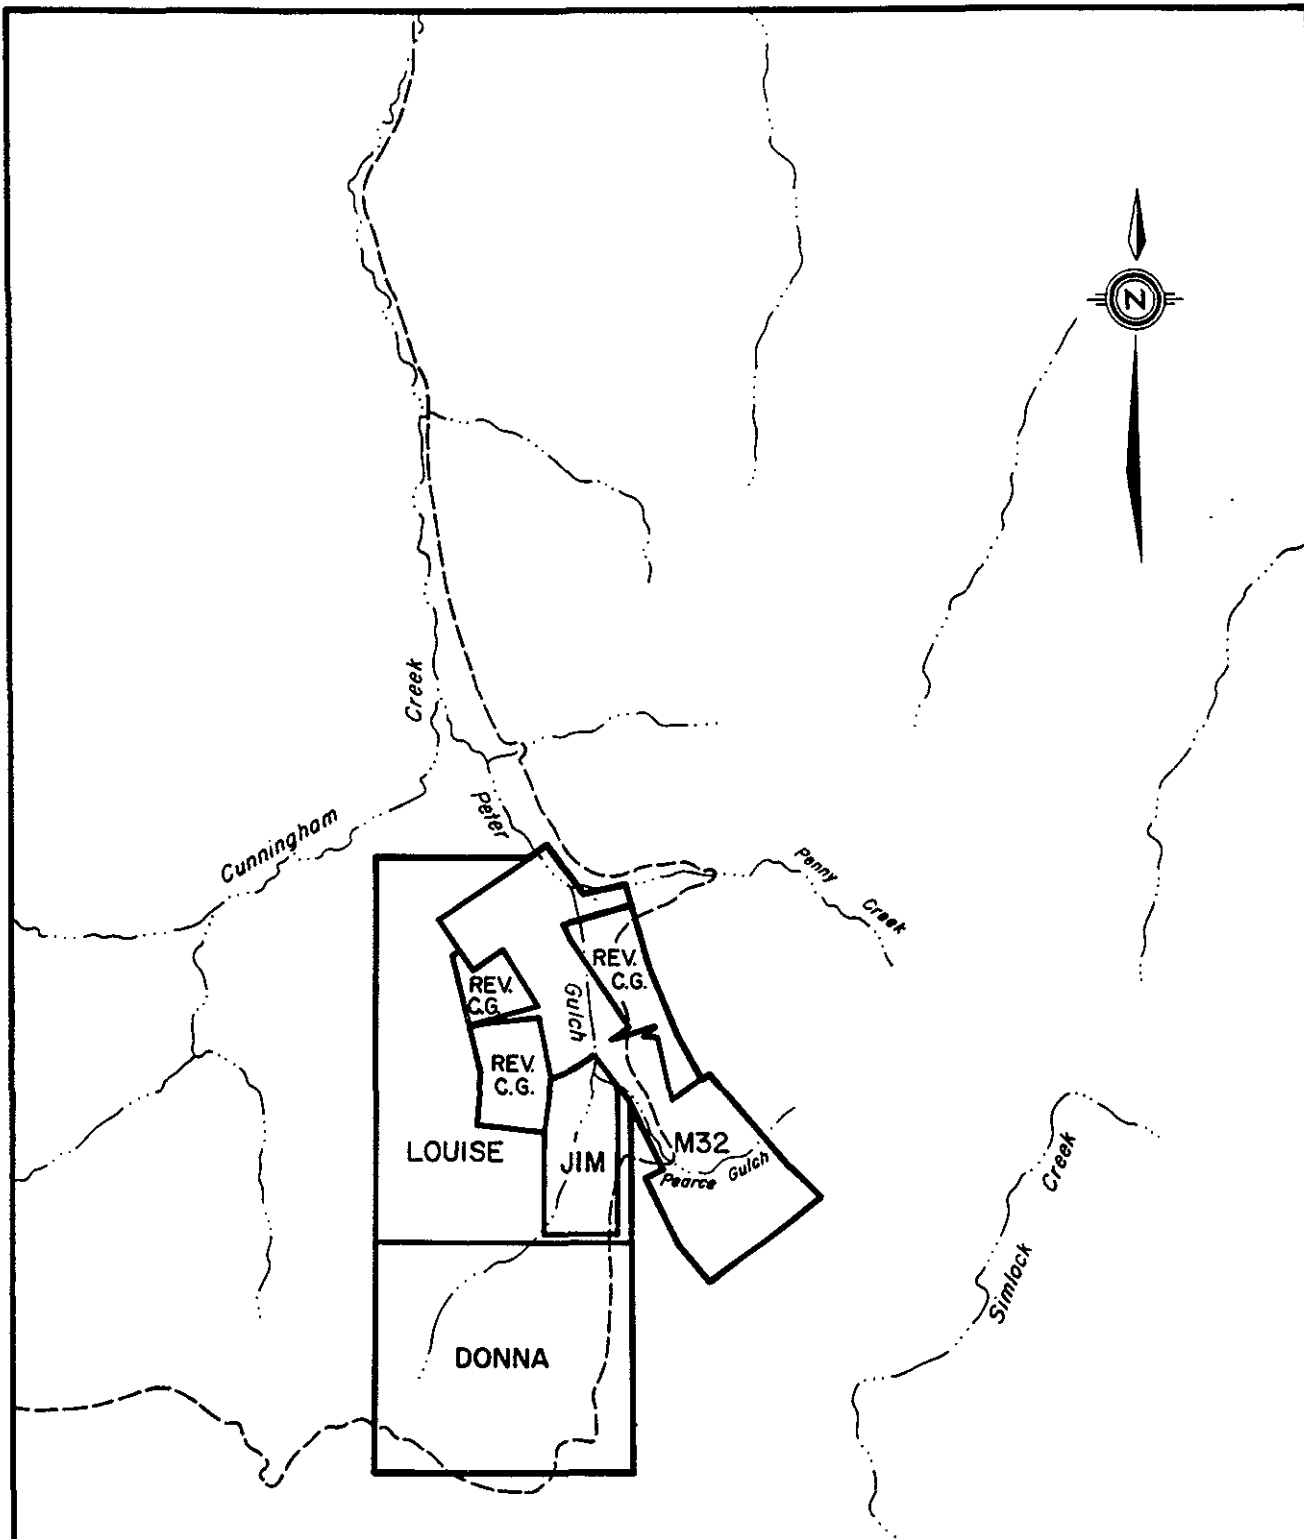 N
Creek
Cunningham
Peter
Penny
Creek
REV.
C.G.
REV.
C.G.
Gulch
REV.
C.G.
LOUISE
JIM
M32
Pearce Gulch
Creek
Simlock
DONNA